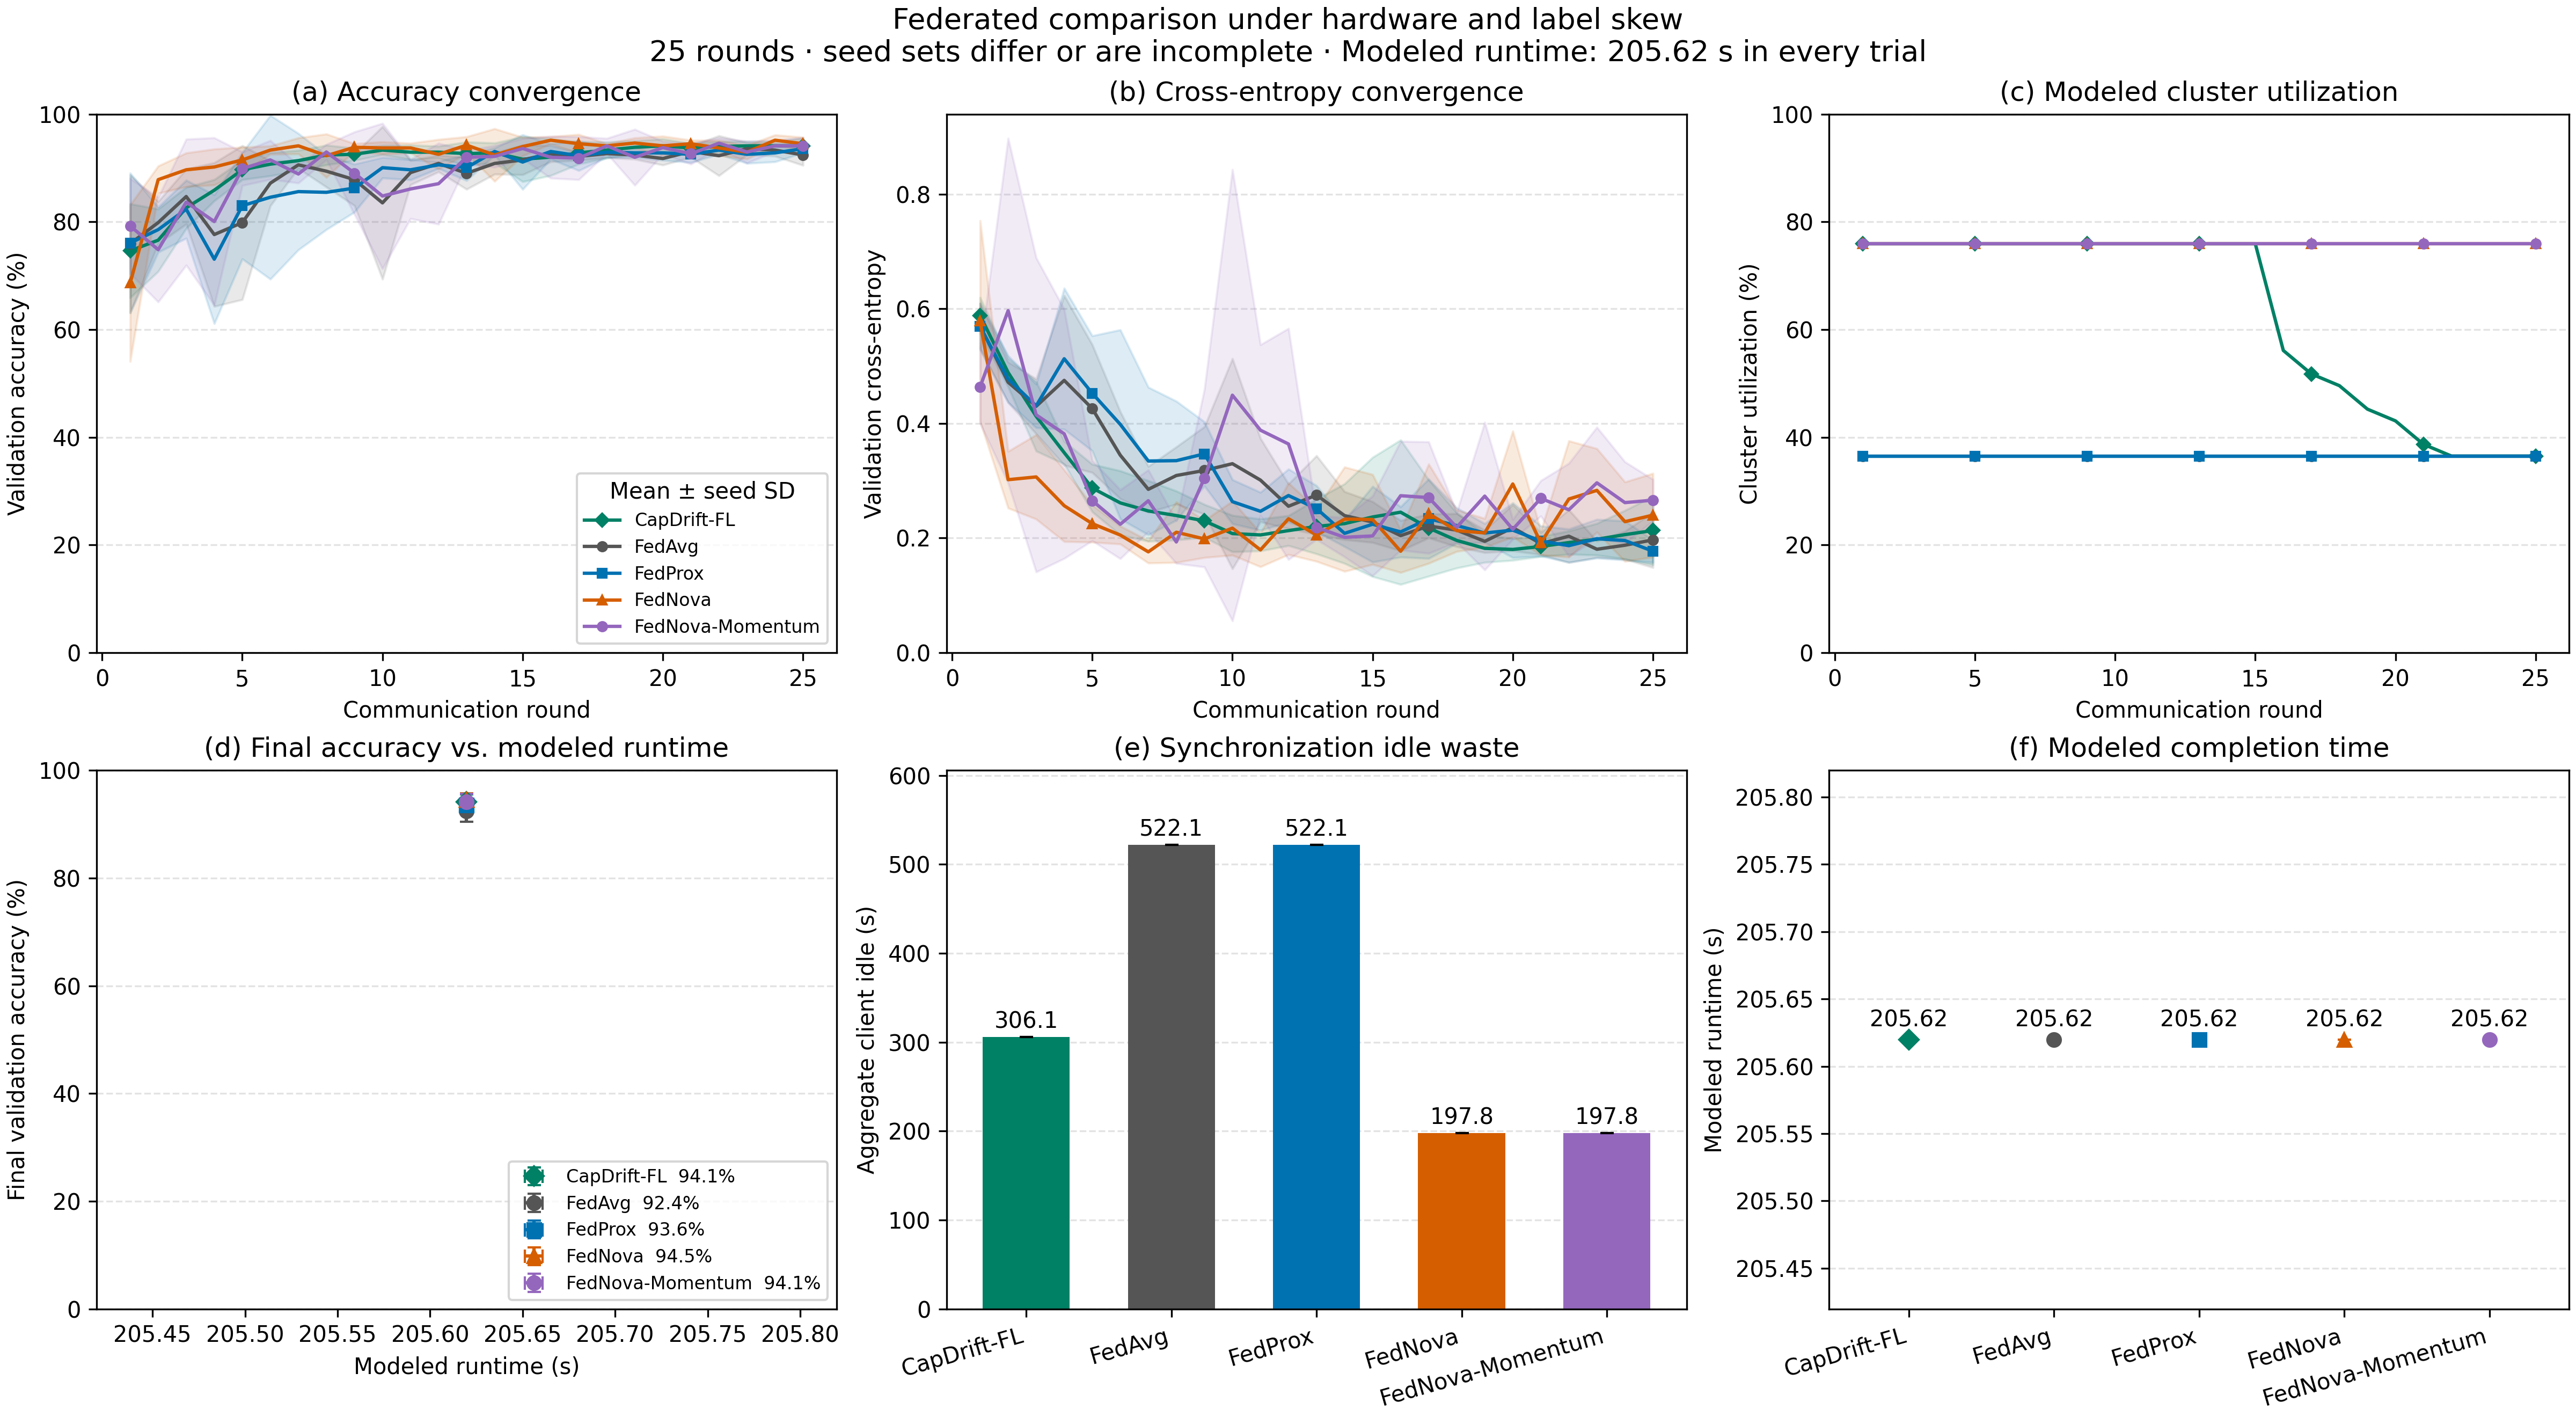 Federated comparison under hardware and label skew
25 rounds · seed sets differ or are incomplete · Modeled runtime: 205.62 s in every trial
(a) Accuracy convergence
Validation accuracy (%)
100
80
60
40
20
0
0
5
10
15
20
25
Communication round
Mean ± seed SD
CapDrift-FL
FedAvg
FedProx
FedNova
FedNova-Momentum
(b) Cross-entropy convergence
Validation cross-entropy
0.8
0.6
0.4
0.2
0.0
0
5
10
15
20
25
Communication round
(c) Modeled cluster utilization
Cluster utilization (%)
100
80
60
40
20
0
0
5
10
15
20
25
Communication round
(d) Final accuracy vs. modeled runtime
Final validation accuracy (%)
100
80
60
40
20
0
CapDrift-FL 94.1%
FedAvg 92.4%
FedProx 93.6%
FedNova 94.5%
FedNova-Momentum 94.1%
205.45
205.50
205.55
205.60
205.65
205.70
205.75
205.80
Modeled runtime (s)
(e) Synchronization idle waste
Aggregate client idle (s)
600
500
400
300
200
100
0
306.1
522.1
522.1
197.8
197.8
CapDrift-FL
FedAvg
FedProx
FedNova
FedNova-Momentum
(f) Modeled completion time
Modeled runtime (s)
205.80
205.75
205.70
205.65
205.60
205.55
205.50
205.45
205.62
205.62
205.62
205.62
205.62
CapDrift-FL
FedAvg
FedProx
FedNova
FedNova-Momentum